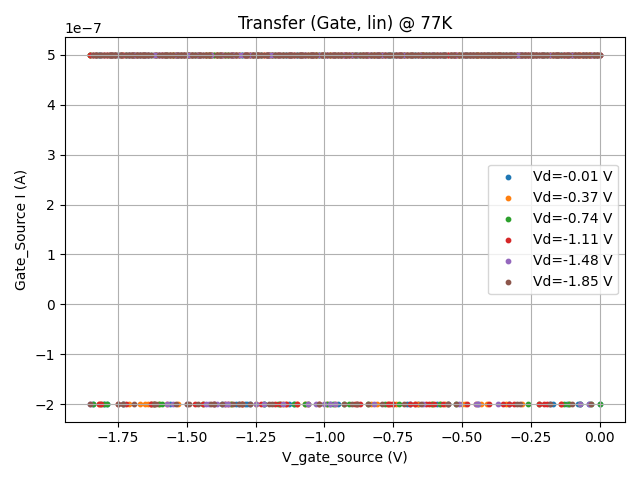 Transfer (Gate, lin) @ 77K
1e−7
5
4
3
2
1
0
−1
−2
Gate_Source I (A)
Vd=-0.01 V
Vd=-0.37 V
Vd=-0.74 V
Vd=-1.11 V
Vd=-1.48 V
Vd=-1.85 V
−1.75 −1.50 −1.25 −1.00 −0.75 −0.50 −0.25 0.00
V_gate_source (V)